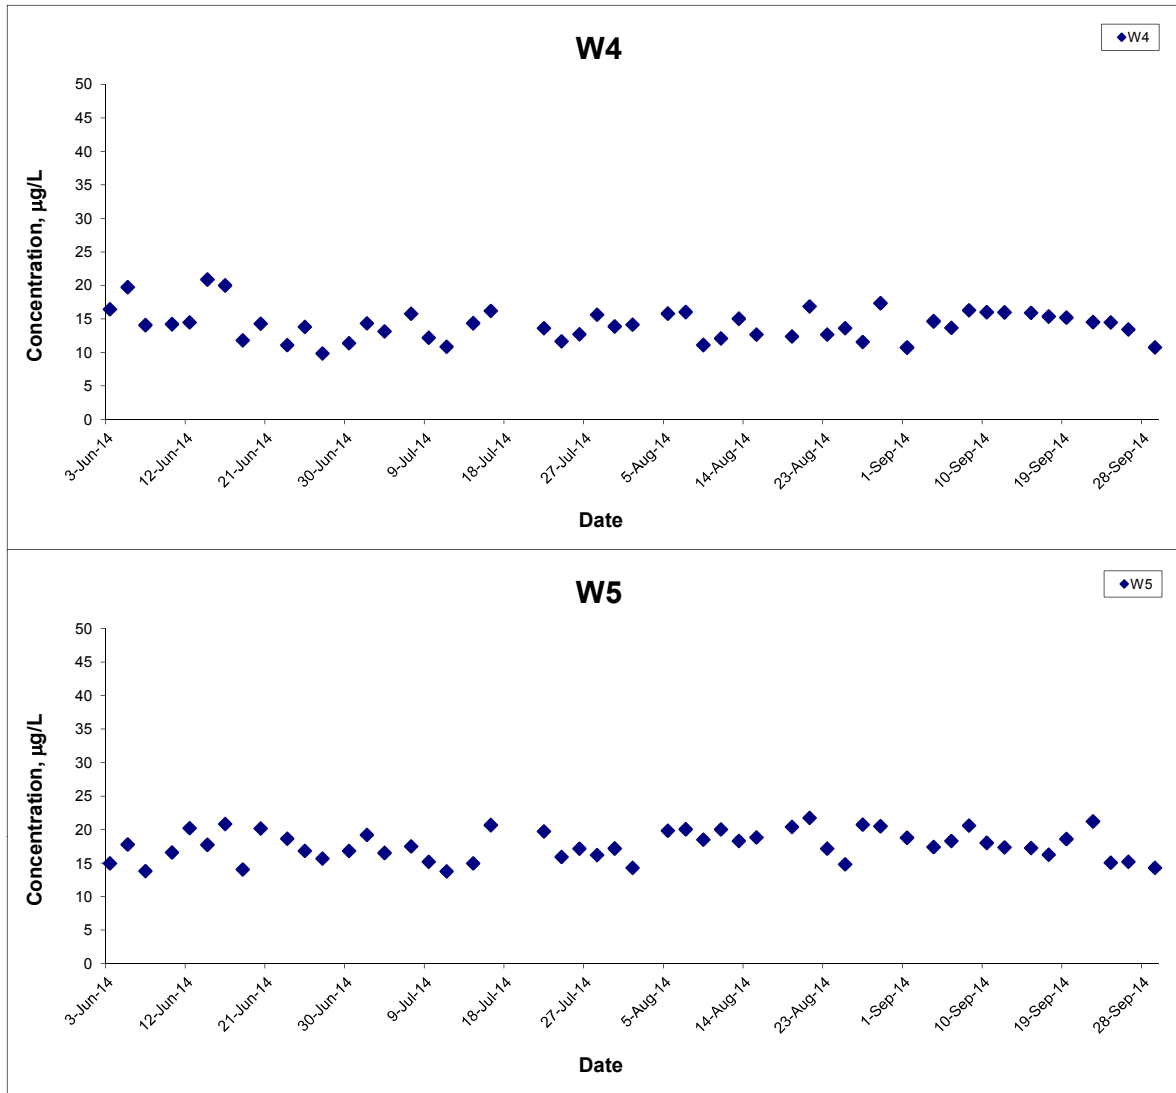 W4
W4
50
45
40
35
30
25
20
15
10
5
0
Concentration, µg/L
3-Jun-14
12-Jun-14
21-Jun-14
30-Jun-14
9-Jul-14
18-Jul-14
27-Jul-14
5-Aug-14
14-Aug-14
23-Aug-14
1-Sep-14
10-Sep-14
19-Sep-14
28-Sep-14
Date
W5
W5
50
45
40
35
30
25
20
15
10
5
0
Concentration, µg/L
3-Jun-14
12-Jun-14
21-Jun-14
30-Jun-14
9-Jul-14
18-Jul-14
27-Jul-14
5-Aug-14
14-Aug-14
23-Aug-14
1-Sep-14
10-Sep-14
19-Sep-14
28-Sep-14
Date